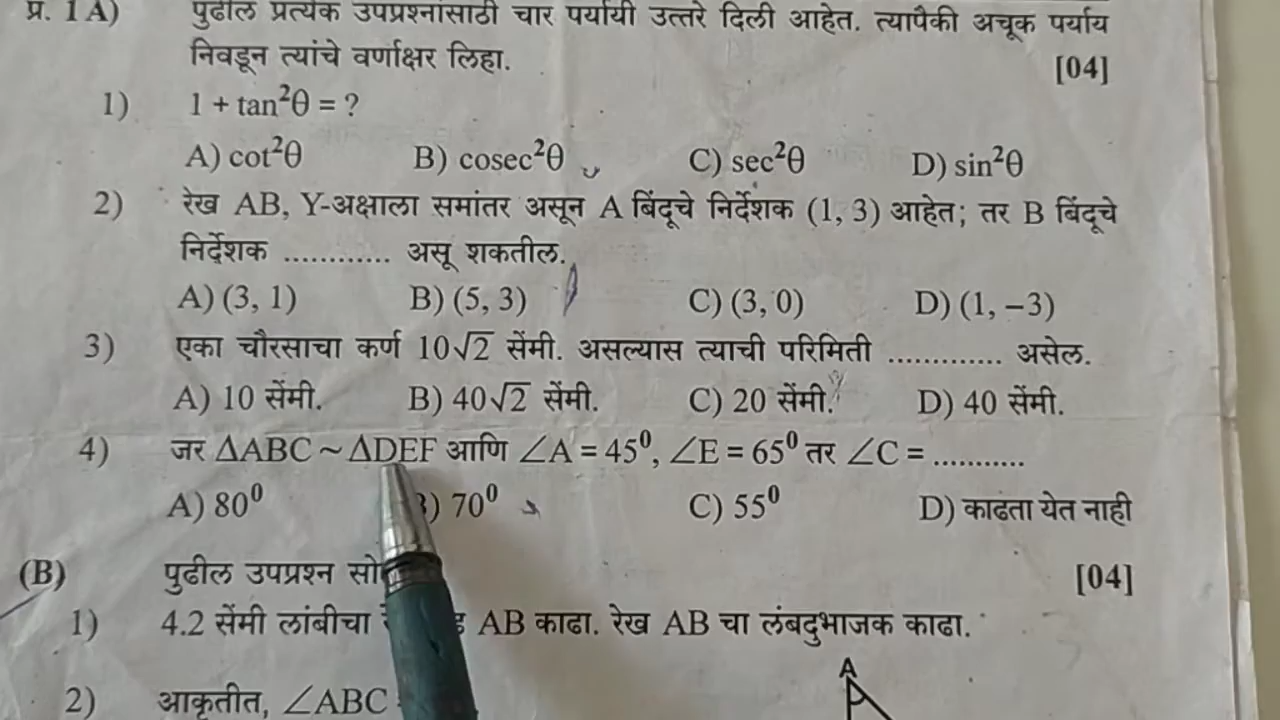 प्र. 1 A) पुढील प्रत्येक उपप्रश्नासाठी चार पर्यायी उत्तरे दिली आहेत. त्यापैकी अचूक पर्याय
निवडून त्यांचे वर्णाक्षर लिहा. [04]
1) 1 + tan²θ = ?
A) cot²θ B) cosec²θ C) sec²θ D) sin²θ
2) रेख AB, Y-अक्षाला समांतर असून A बिंदूचे निर्देशक (1, 3) आहेत; तर B बिंदूचे
निर्देशक ............ असू शकतील.
A) (3, 1) B) (5, 3) C) (3, 0) D) (1, −3)
3) एका चौरसाचा कर्ण 10√2 सेंमी. असल्यास त्याची परिमिती ............. असेल.
A) 10 सेंमी. B) 40√2 सेंमी. C) 20 सेंमी. D) 40 सेंमी.
4) जर ΔABC ~ ΔDEF आणि ∠A = 45⁰, ∠E = 65⁰ तर ∠C = ...........
A) 80⁰ B) 70⁰ C) 55⁰ D) काढता येत नाही
(B) पुढील उपप्रश्न [04]
1) 4.2 सेंमी लांबीचा AB काढा. रेख AB चा लंबदुभाजक काढा.
A
2) आकृतीत, ∠ABC